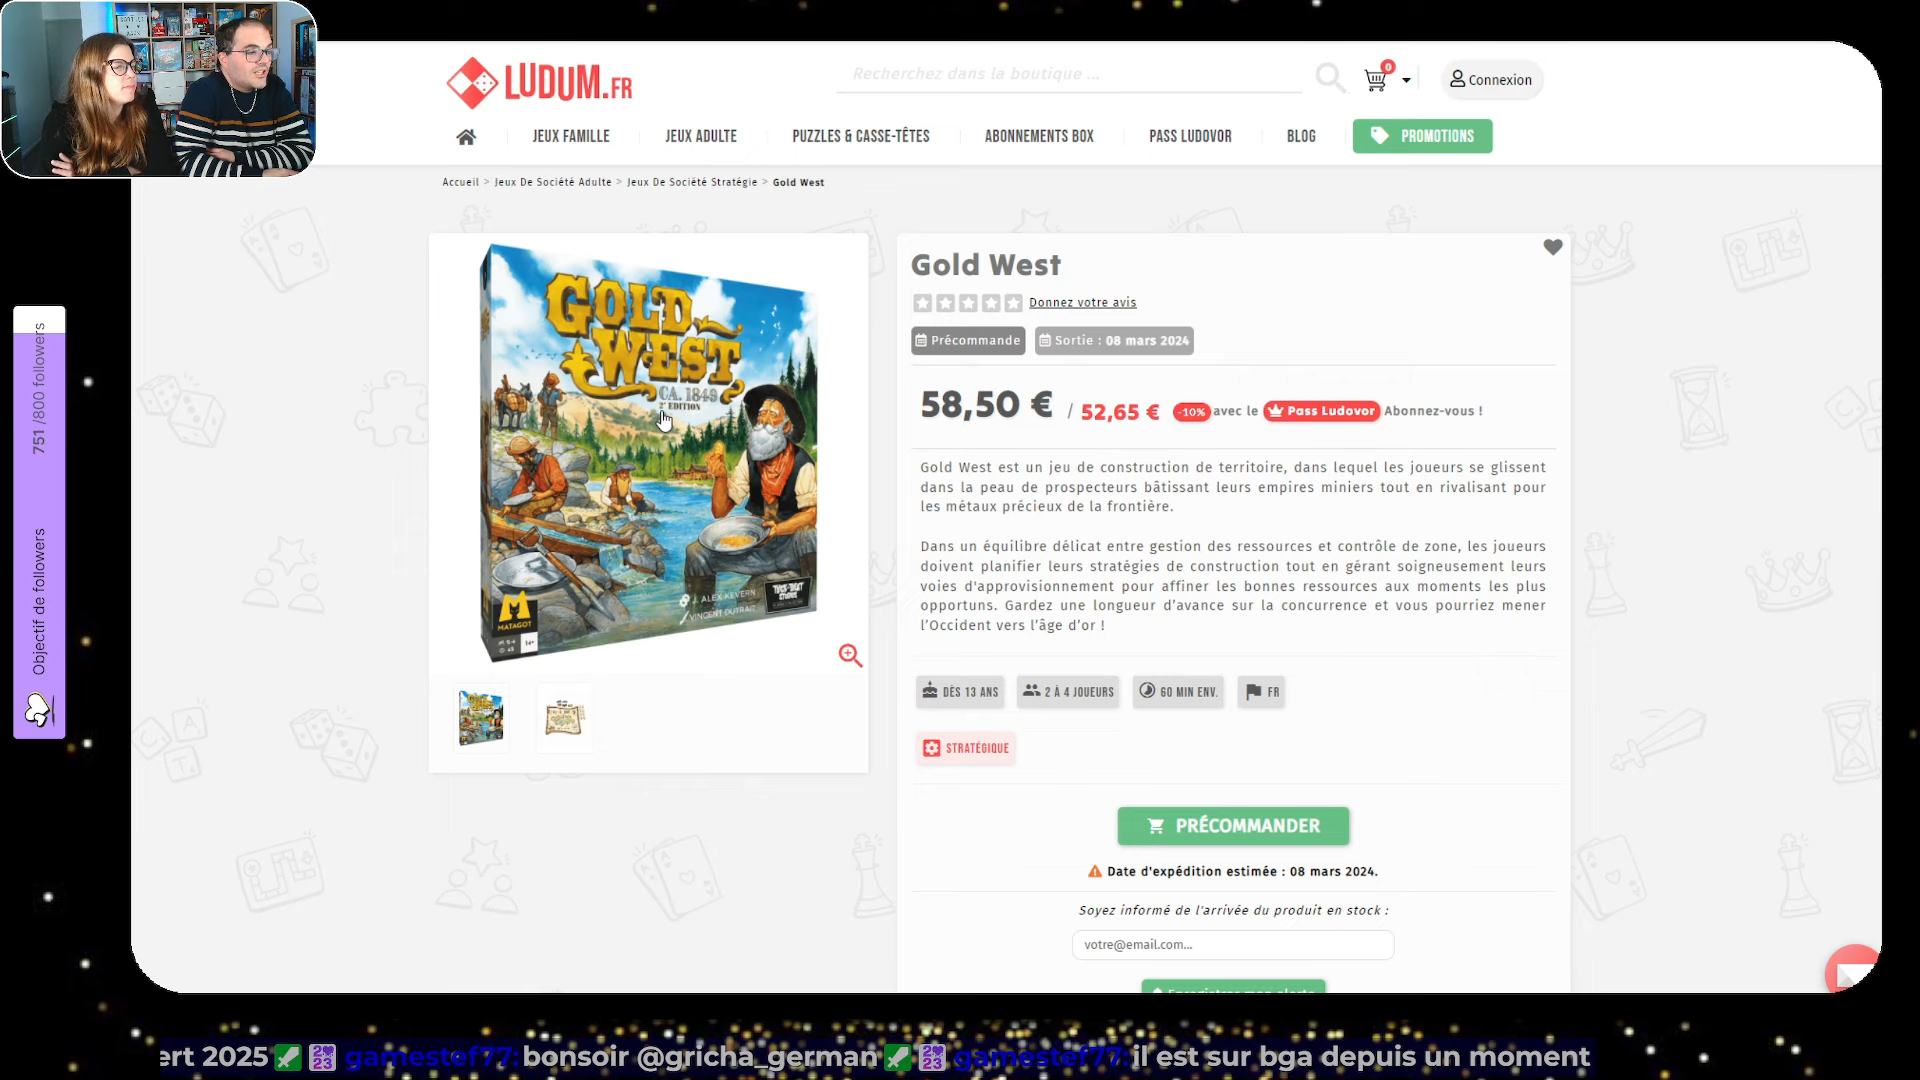 LUDUM.FR
Recherchez dans la boutique ...
0
Connexion
JEUX FAMILLE
JEUX ADULTE
PUZZLES & CASSE-TÊTES
ABONNEMENTS BOX
PASS LUDOVOR
BLOG
PROMOTIONS
Accueil > Jeux De Société Adulte > Jeux De Société Stratégie > Gold West
GOLD
WEST
CA. 1849
2e EDITION
J. ALEX KEVERN
VINCENT DUTRAIT
MATAGOT
14+
Gold West
Donnez votre avis
Précommande
Sortie : 08 mars 2024
58,50 € / 52,65 € -10% avec le Pass Ludovor Abonnez-vous !
Gold West est un jeu de construction de territoire, dans lequel les joueurs se glissent
dans la peau de prospecteurs bâtissant leurs empires miniers tout en rivalisant pour
les métaux précieux de la frontière.
Dans un équilibre délicat entre gestion des ressources et contrôle de zone, les joueurs
doivent planifier leurs stratégies de construction tout en gérant soigneusement leurs
voies d'approvisionnement pour affiner les bonnes ressources aux moments les plus
opportuns. Gardez une longueur d’avance sur la concurrence et vous pourriez mener
l’Occident vers l’âge d’or !
DÈS 13 ANS
2 À 4 JOUEURS
60 MIN ENV.
FR
STRATÉGIQUE
PRÉCOMMANDER
Date d'expédition estimée : 08 mars 2024.
Soyez informé de l'arrivée du produit en stock :
votre@email.com...
Objectif de followers
751 /800 followers
ert 2025 gamestef77: bonsoir @gricha_german gamestef77: il est sur bga depuis un moment